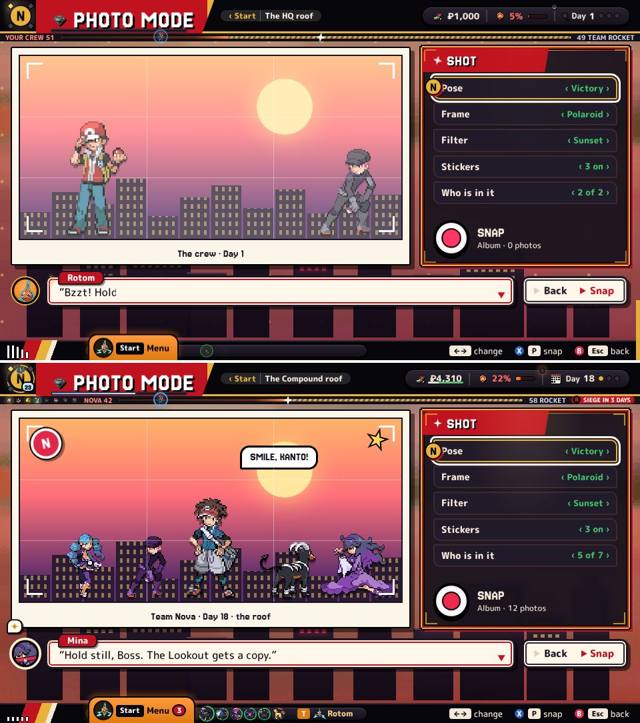 N
PHOTO MODE
‹ Start | The HQ roof
₽1,000
5%
Day 1
YOUR CREW 51
49 TEAM ROCKET
SHOT
N
Pose ‹ Victory ›
Frame ‹ Polaroid ›
Filter ‹ Sunset ›
Stickers ‹ 3 on ›
Who is in it ‹ 2 of 2 ›
SNAP
Album · 0 photos
The crew · Day 1
Rotom
“Bzzt! Hold
Back
Snap
Start Menu
←→ change
X P snap
B Esc back
N
PHOTO MODE
‹ Start | The Compound roof
₽4,310
22%
Day 18
NOVA 42
58 ROCKET
SIEGE IN 3 DAYS
N
SMILE, KANTO!
SHOT
N
Pose ‹ Victory ›
Frame ‹ Polaroid ›
Filter ‹ Sunset ›
Stickers ‹ 3 on ›
Who is in it ‹ 5 of 7 ›
SNAP
Album · 12 photos
Team Nova · Day 18 · the roof
Mina
“Hold still, Boss. The Lookout gets a copy.”
Back
Snap
Start Menu 3
T Rotom
←→ change
X P snap
B Esc back